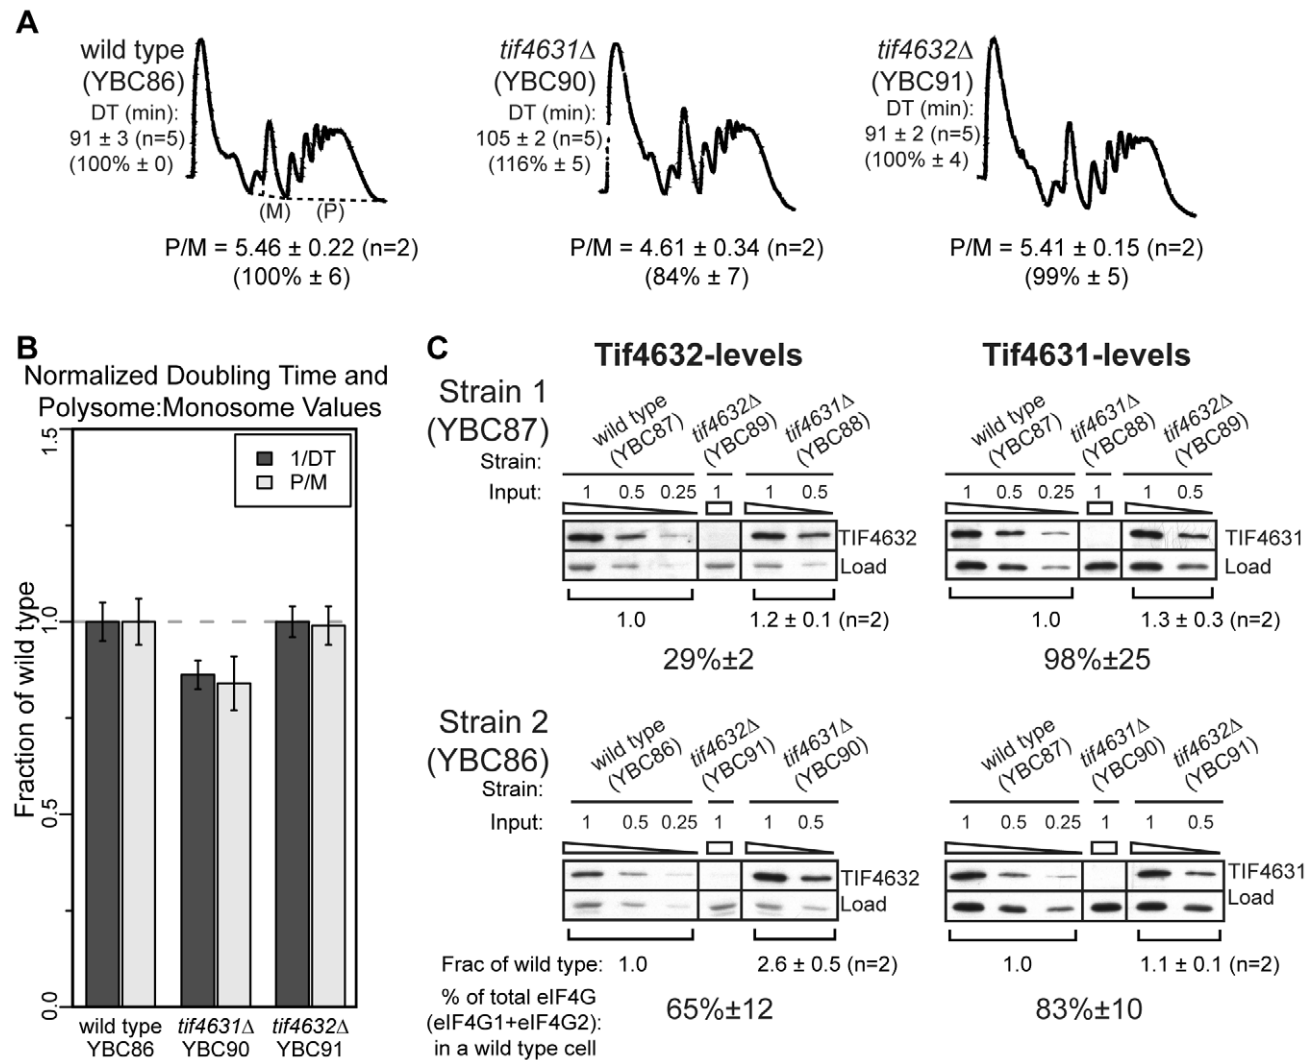 A
wild type
(YBC86)
DT (min):
91 ± 3 (n=5)
(100% ± 0)
(M)
(P)
P/M = 5.46 ± 0.22 (n=2)
(100% ± 6)
tif4631Δ
(YBC90)
DT (min):
105 ± 2 (n=5)
(116% ± 5)
P/M = 4.61 ± 0.34 (n=2)
(84% ± 7)
tif4632Δ
(YBC91)
DT (min):
91 ± 2 (n=5)
(100% ± 4)
P/M = 5.41 ± 0.15 (n=2)
(99% ± 5)
B
Normalized Doubling Time and
Polysome:Monosome Values
Fraction of wild type
1.5
1.0
0.5
0.0
1/DT
P/M
wild type
YBC86
tif4631Δ
YBC90
tif4632Δ
YBC91
C
Tif4632-levels
Tif4631-levels
Strain 1
(YBC87)
Strain:
wild type
(YBC87)
tif4632Δ
(YBC89)
tif4631Δ
(YBC88)
wild type
(YBC87)
tif4631Δ
(YBC88)
tif4632Δ
(YBC89)
Input:
1 0.5 0.25 1 1 0.5
1 0.5 0.25 1 1 0.5
TIF4632
Load
TIF4631
Load
1.0
1.2 ± 0.1 (n=2)
1.0
1.3 ± 0.3 (n=2)
29%±2
98%±25
Strain 2
(YBC86)
Strain:
wild type
(YBC86)
tif4632Δ
(YBC91)
tif4631Δ
(YBC90)
wild type
(YBC87)
tif4631Δ
(YBC90)
tif4632Δ
(YBC91)
Input:
1 0.5 0.25 1 1 0.5
1 0.5 0.25 1 1 0.5
TIF4632
Load
TIF4631
Load
Frac of wild type:
1.0
2.6 ± 0.5 (n=2)
1.0
1.1 ± 0.1 (n=2)
% of total eIF4G
(eIF4G1+eIF4G2):
in a wild type cell
65%±12
83%±10